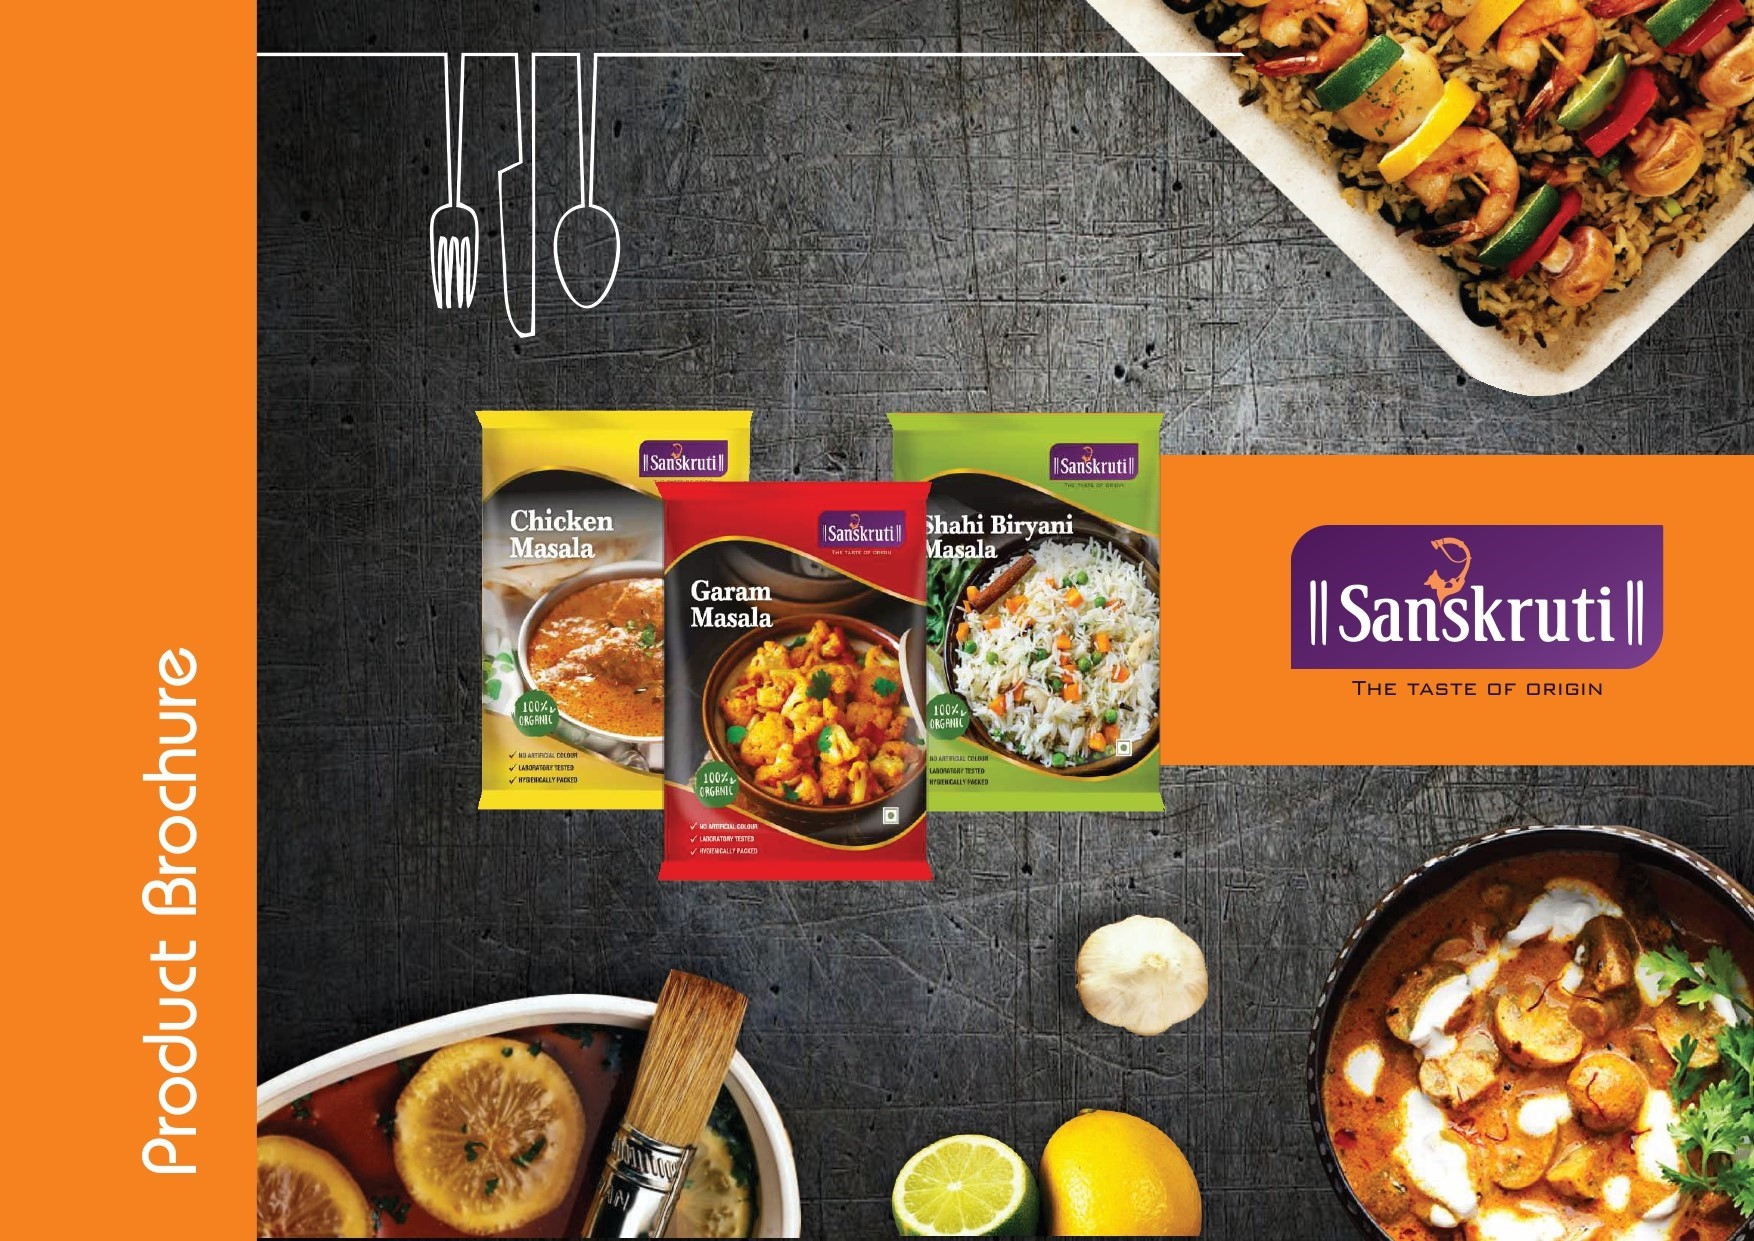 Product Brochure
||Sanskruti||
Chicken
Masala
100%
ORGANIC
NO ARTIFICIAL COLOUR
LABORATORY TESTED
HYGIENICALLY PACKED
||Sanskruti||
THE TASTE OF ORIGIN
Garam
Masala
100%
ORGANIC
NO ARTIFICIAL COLOUR
LABORATORY TESTED
HYGIENICALLY PACKED
||Sanskruti||
THE TASTE OF ORIGIN
Shahi Biryani
Masala
100%
ORGANIC
NO ARTIFICIAL COLOUR
LABORATORY TESTED
HYGIENICALLY PACKED
||Sanskruti||
THE TASTE OF ORIGIN